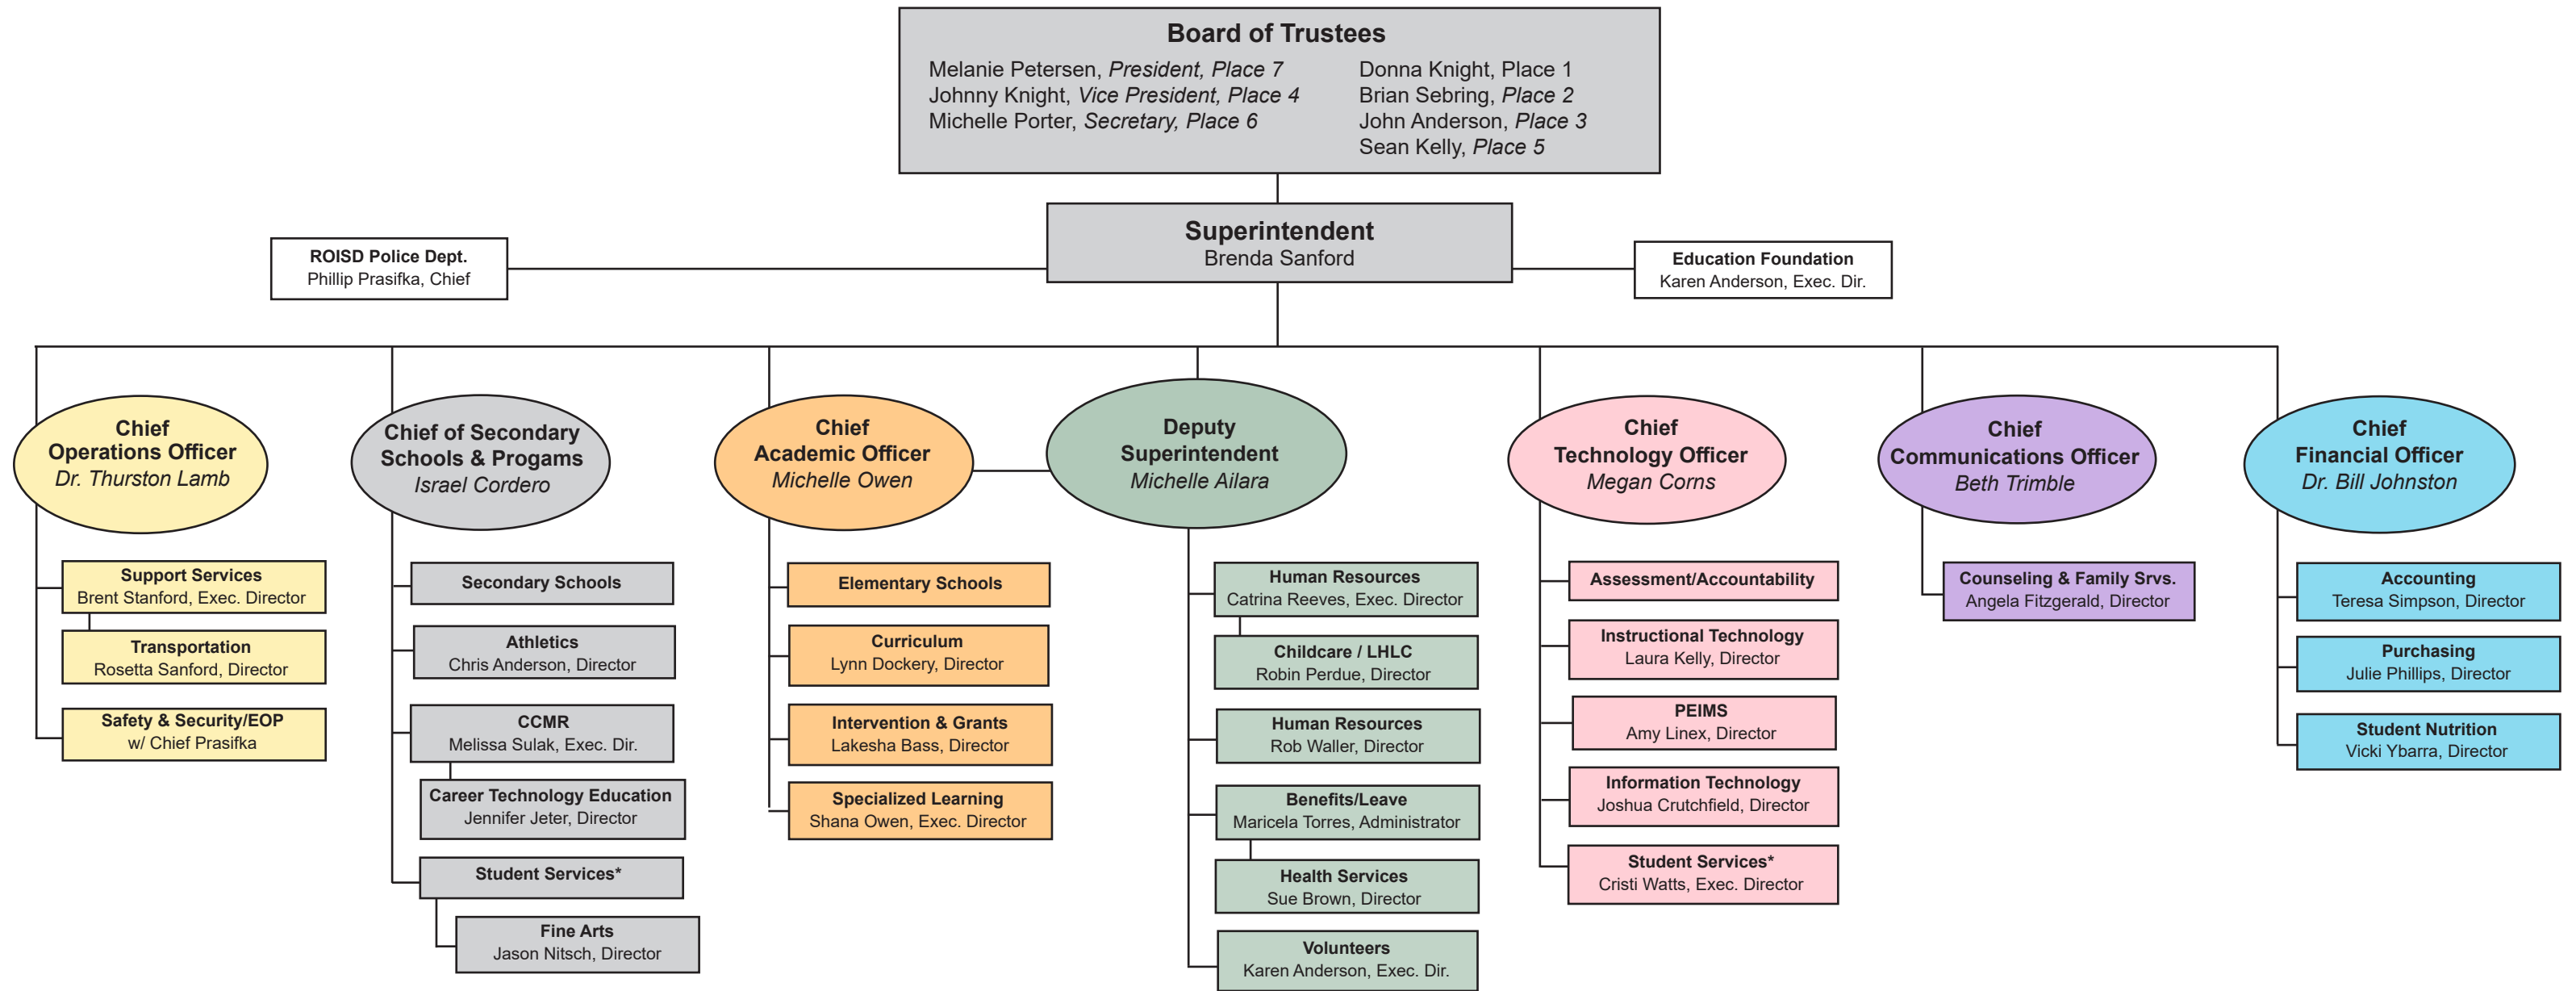 Board of Trustees
Melanie Petersen, President, Place 7
Johnny Knight, Vice President, Place 4
Michelle Porter, Secretary, Place 6
Donna Knight, Place 1
Brian Sebring, Place 2
John Anderson, Place 3
Sean Kelly, Place 5
Superintendent
Brenda Sanford
ROISD Police Dept.
Phillip Prasifka, Chief
Education Foundation
Karen Anderson, Exec. Dir.
Chief
Operations Officer
Dr. Thurston Lamb
Support Services
Brent Stanford, Exec. Director
Transportation
Rosetta Sanford, Director
Safety & Security/EOP
w/ Chief Prasifka
Chief of Secondary
Schools & Progams
Israel Cordero
Secondary Schools
Athletics
Chris Anderson, Director
CCMR
Melissa Sulak, Exec. Dir.
Career Technology Education
Jennifer Jeter, Director
Student Services*
Fine Arts
Jason Nitsch, Director
Chief
Academic Officer
Michelle Owen
Elementary Schools
Curriculum
Lynn Dockery, Director
Intervention & Grants
Lakesha Bass, Director
Specialized Learning
Shana Owen, Exec. Director
Deputy
Superintendent
Michelle Ailara
Human Resources
Catrina Reeves, Exec. Director
Childcare / LHLC
Robin Perdue, Director
Human Resources
Rob Waller, Director
Benefits/Leave
Maricela Torres, Administrator
Health Services
Sue Brown, Director
Volunteers
Karen Anderson, Exec. Dir.
Chief
Technology Officer
Megan Corns
Assessment/Accountability
Instructional Technology
Laura Kelly, Director
PEIMS
Amy Linex, Director
Information Technology
Joshua Crutchfield, Director
Student Services*
Cristi Watts, Exec. Director
Chief
Communications Officer
Beth Trimble
Counseling & Family Srvs.
Angela Fitzgerald, Director
Chief
Financial Officer
Dr. Bill Johnston
Accounting
Teresa Simpson, Director
Purchasing
Julie Phillips, Director
Student Nutrition
Vicki Ybarra, Director